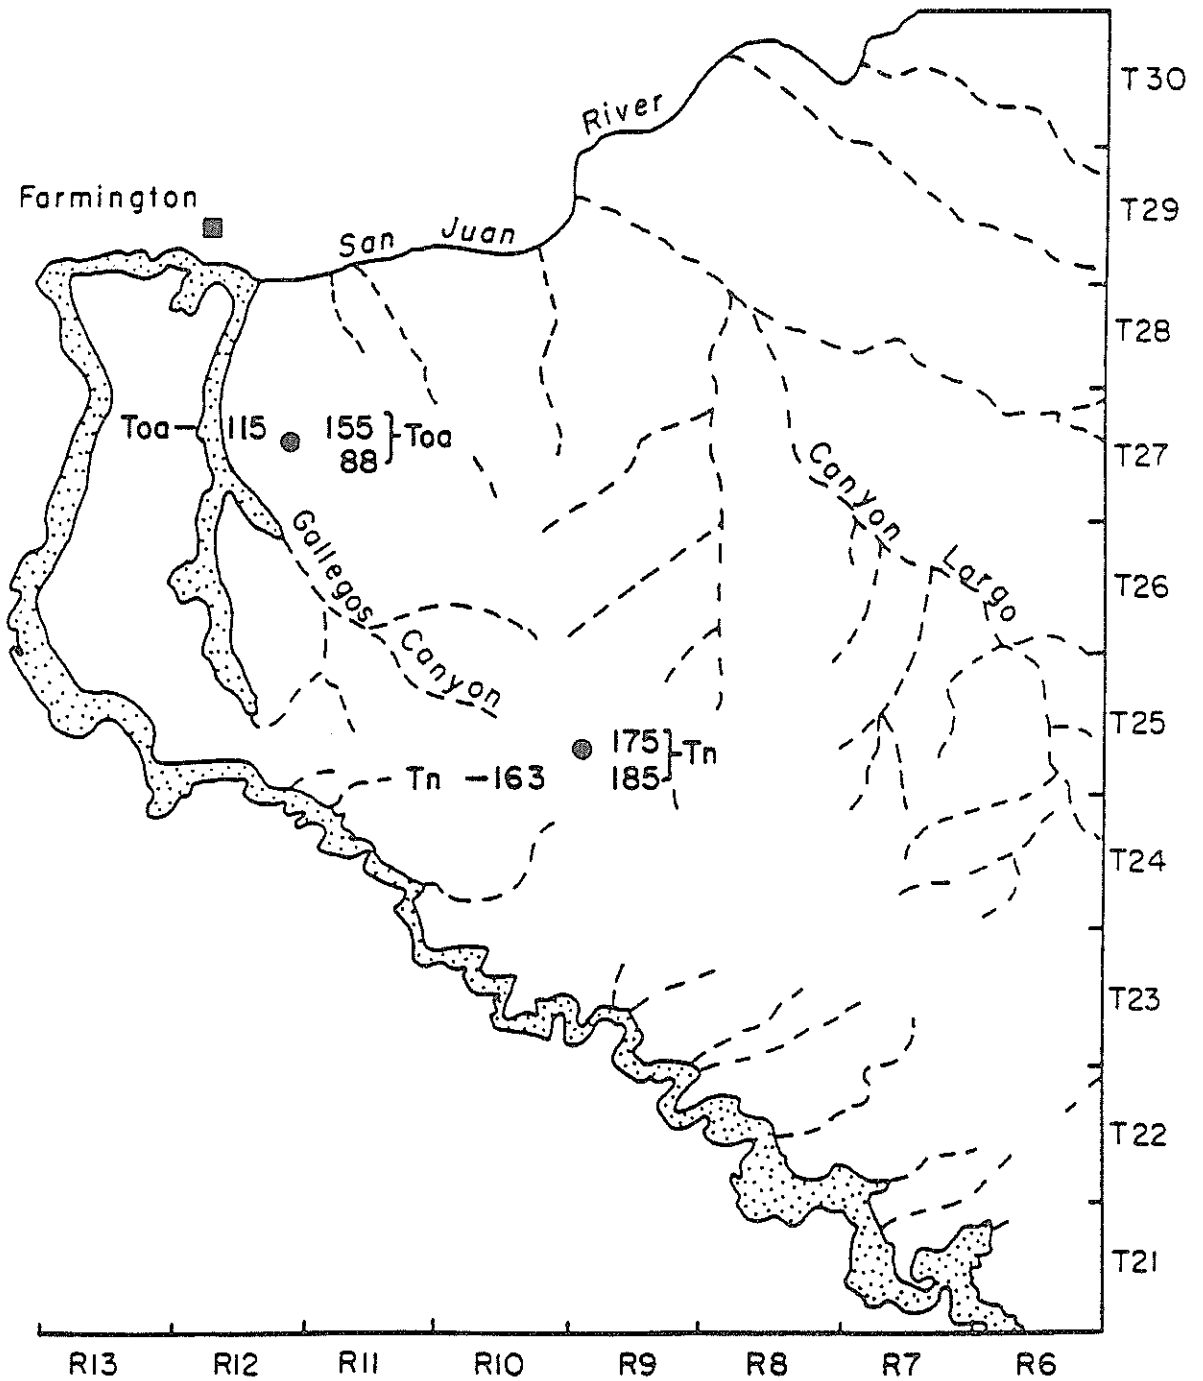 T30
River
Farmington
T29
San Juan
T28
Toa 115 155 } Toa
88
T27
Canyon Largo
Gallegos Canyon
T26
T25
175 } Tn
Tn -163 185
T24
T23
T22
T21
R13 R12 R11 R10 R9 R8 R7 R6